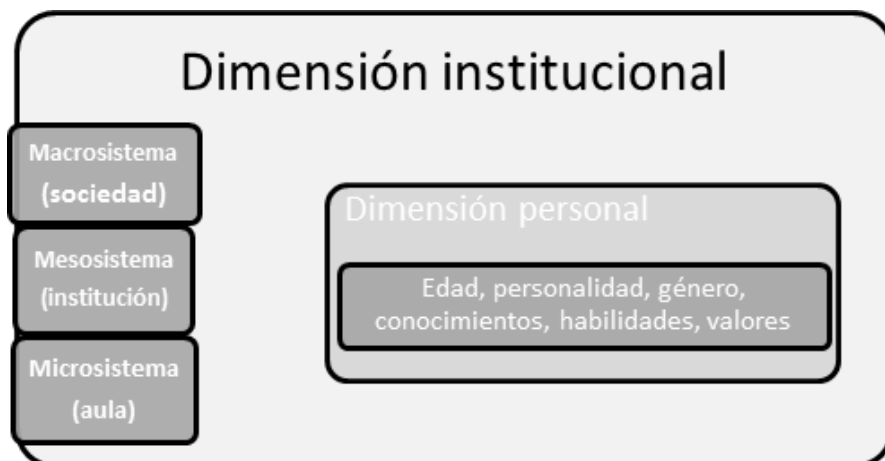 Dimensión institucional
Macrosistema
(sociedad)
Mesosistema
(institución)
Microsistema
(aula)
Dimensión personal
Edad, personalidad, género,
conocimientos, habilidades, valores